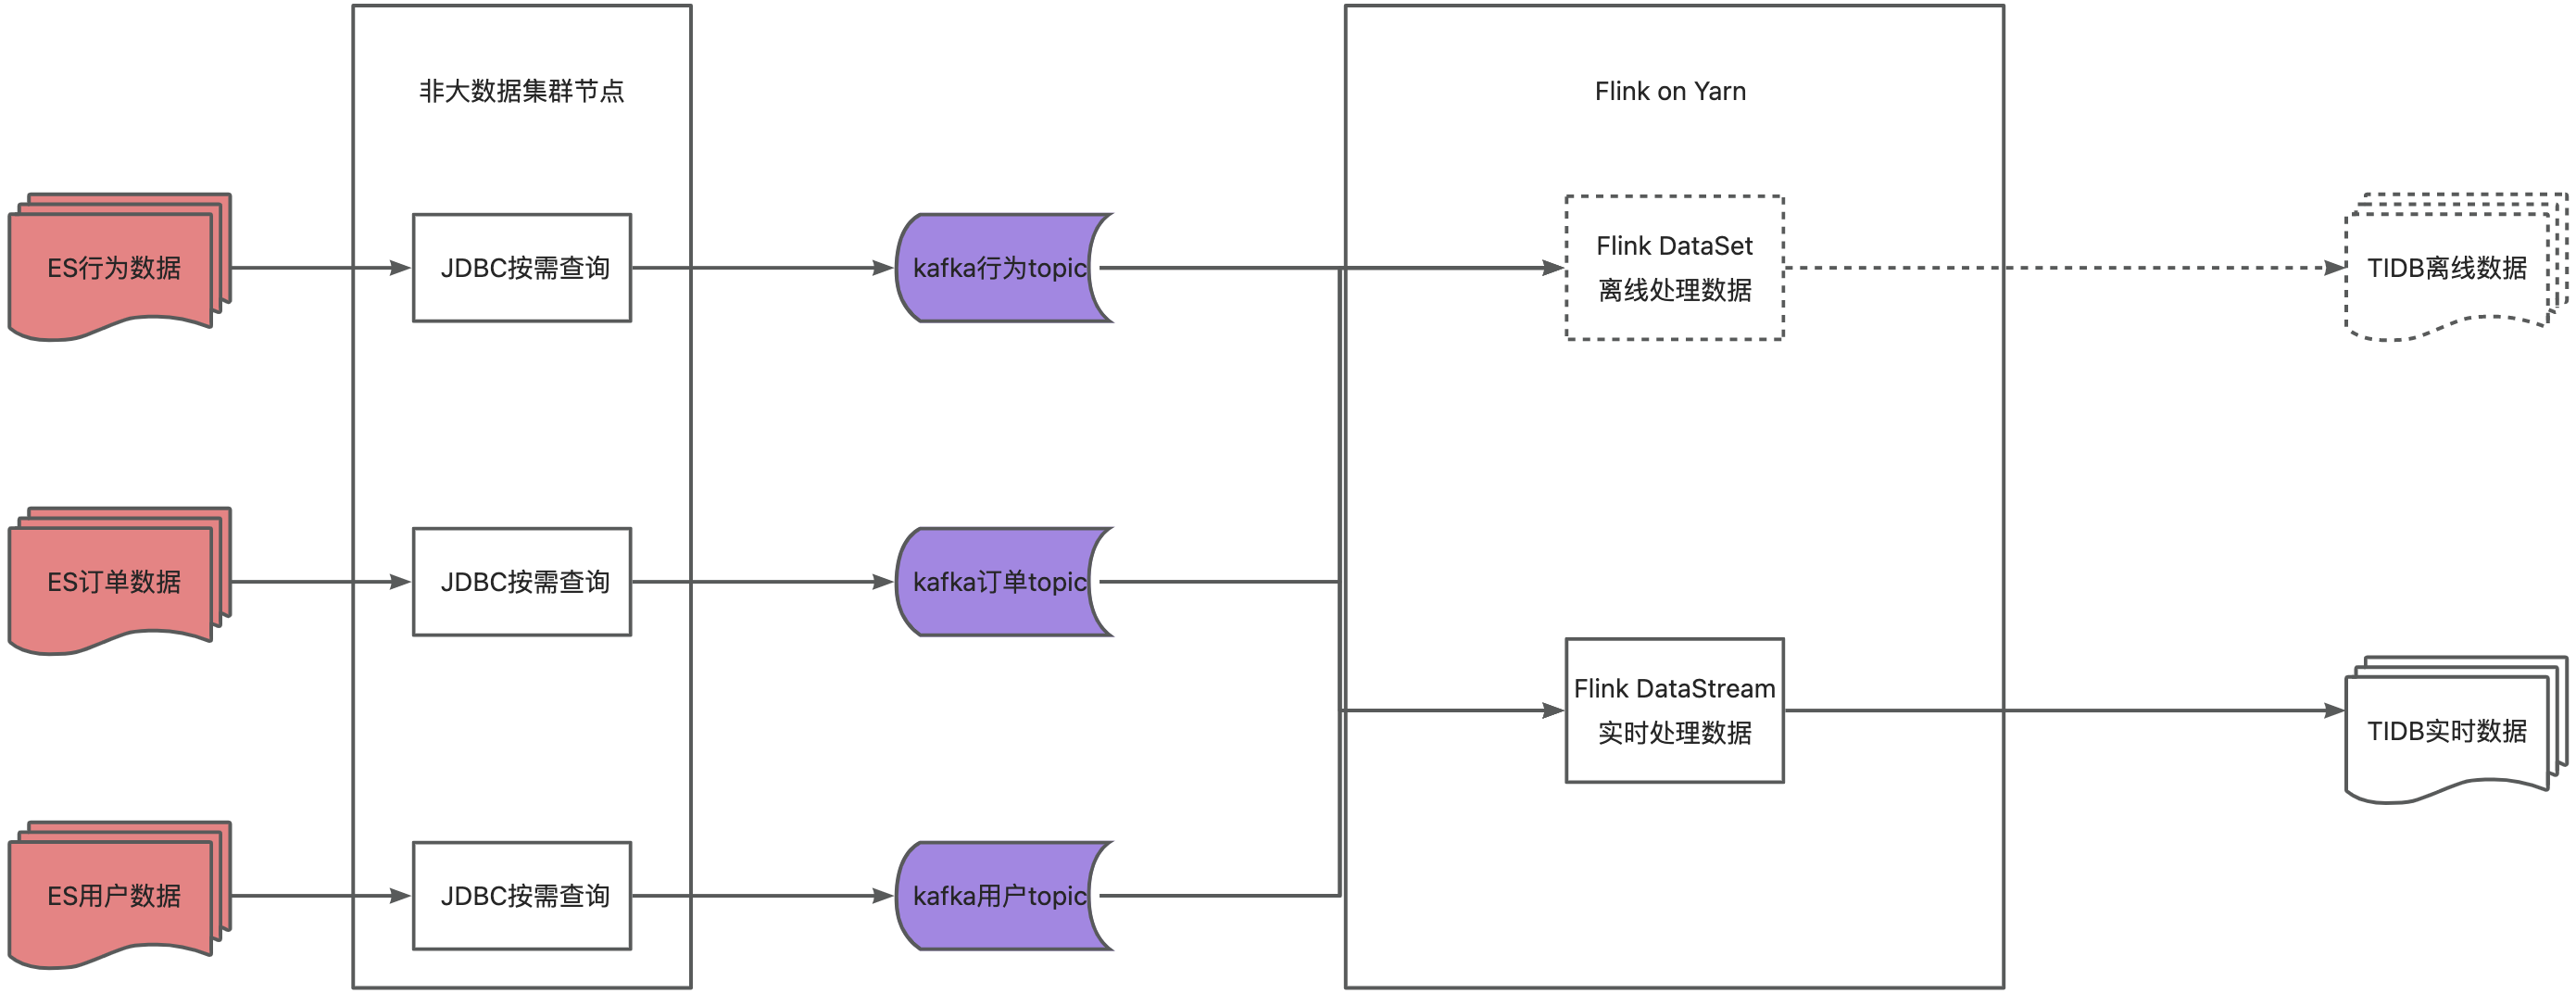 非大数据集群节点
Flink on Yarn
ES行为数据
JDBC按需查询
kafka行为topic
Flink DataSet
离线处理数据
TIDB离线数据
ES订单数据
JDBC按需查询
kafka订单topic
Flink DataStream
实时处理数据
TIDB实时数据
ES用户数据
JDBC按需查询
kafka用户topic